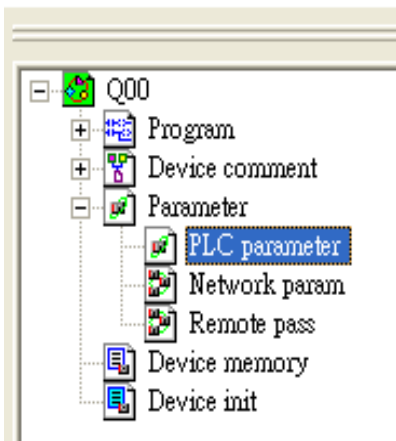 Q00
Program
Device comment
Parameter
PLC parameter
Network param
Remote pass
Device memory
Device init